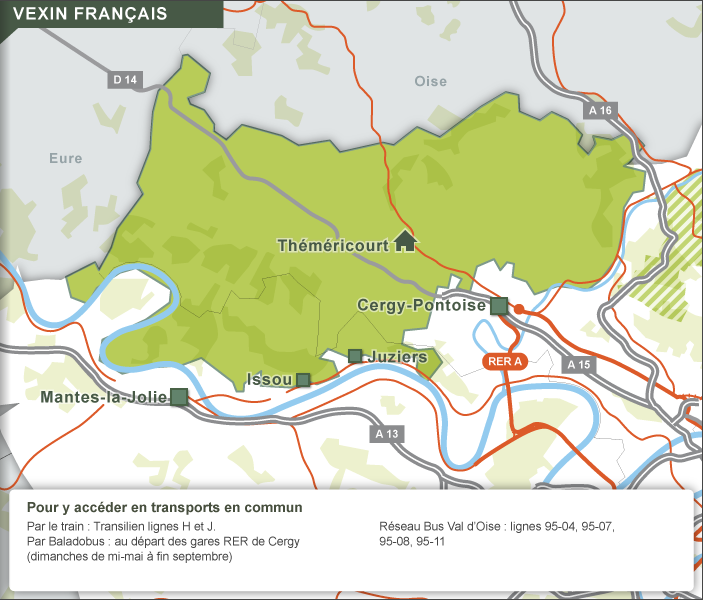 VEXIN FRANÇAIS
D 14
Oise
A 16
Eure
Théméricourt
Cergy-Pontoise
Juziers
RER A
A 15
Issou
Mantes-la-Jolie
A 13
Pour y accéder en transports en commun
Par le train : Transilien lignes H et J.
Par Baladobus : au départ des gares RER de Cergy
(dimanches de mi-mai à fin septembre)
Réseau Bus Val d'Oise : lignes 95-04, 95-07,
95-08, 95-11